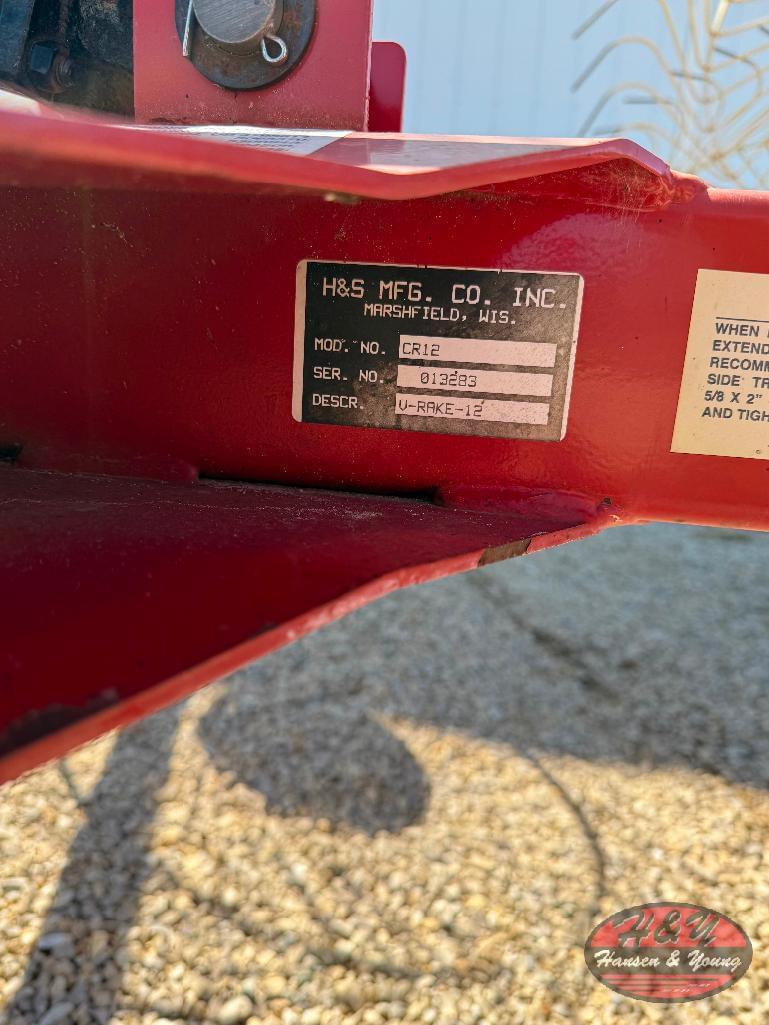 H&S MFG. CO. INC.
MARSHFIELD, WIS.
MOD. NO. CR12
SER. NO. 013283
DESCR. V-RAKE-12
WHEN
EXTEND
RECOMM
SIDE TR
5/8 X 2"
AND TIGH
H&Y
Hansen & Young